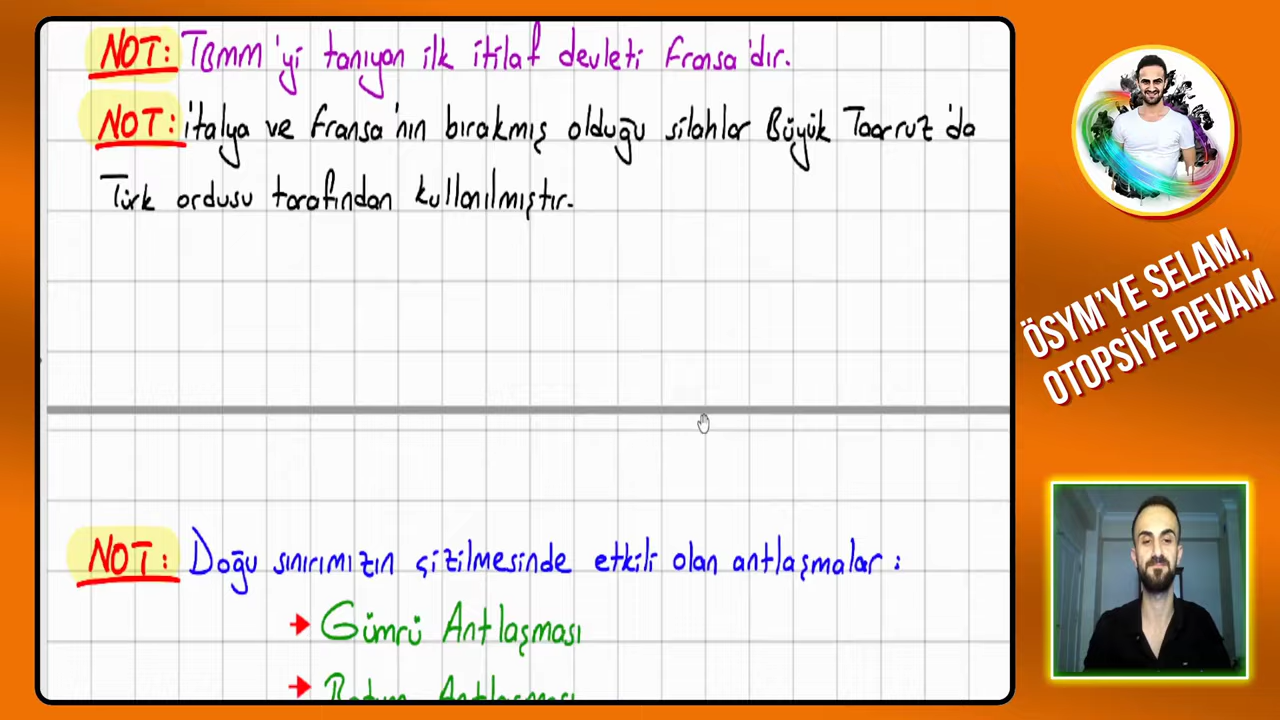 NOT: TBMM'yi tanıyan ilk itilaf devleti Fransa'dır.
NOT: İtalya ve Fransa'nın bırakmış olduğu silahlar Büyük Taarruz'da
Türk ordusu tarafından kullanılmıştır.
NOT: Doğu sınırımızın çizilmesinde etkili olan antlaşmalar:
→ Gümrü Antlaşması
→ Batum Antlaşması
ÖSYM'YE SELAM,
OTOPSİYE DEVAM